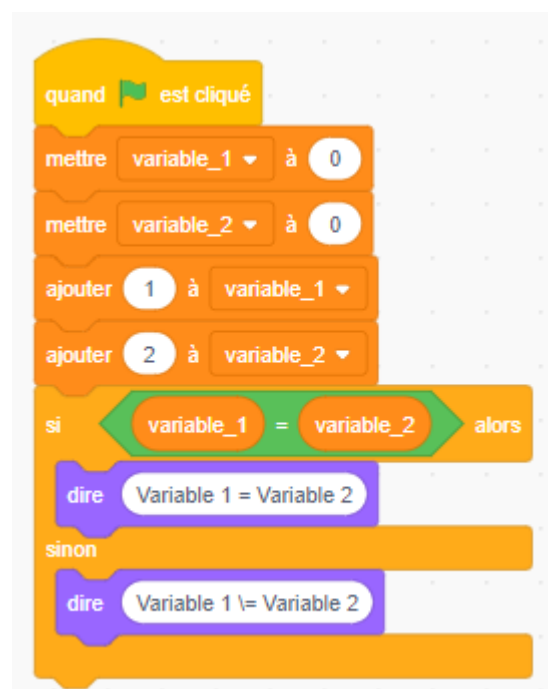 quand est cliqué
mettre variable_1 à 0
mettre variable_2 à 0
ajouter 1 à variable_1
ajouter 2 à variable_2
si variable_1 = variable_2 alors
dire Variable 1 = Variable 2
sinon
dire Variable 1 \= Variable 2